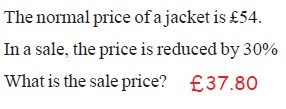 The normal price of a jacket is £54.
In a sale, the price is reduced by 30%
What is the sale price? £37.80